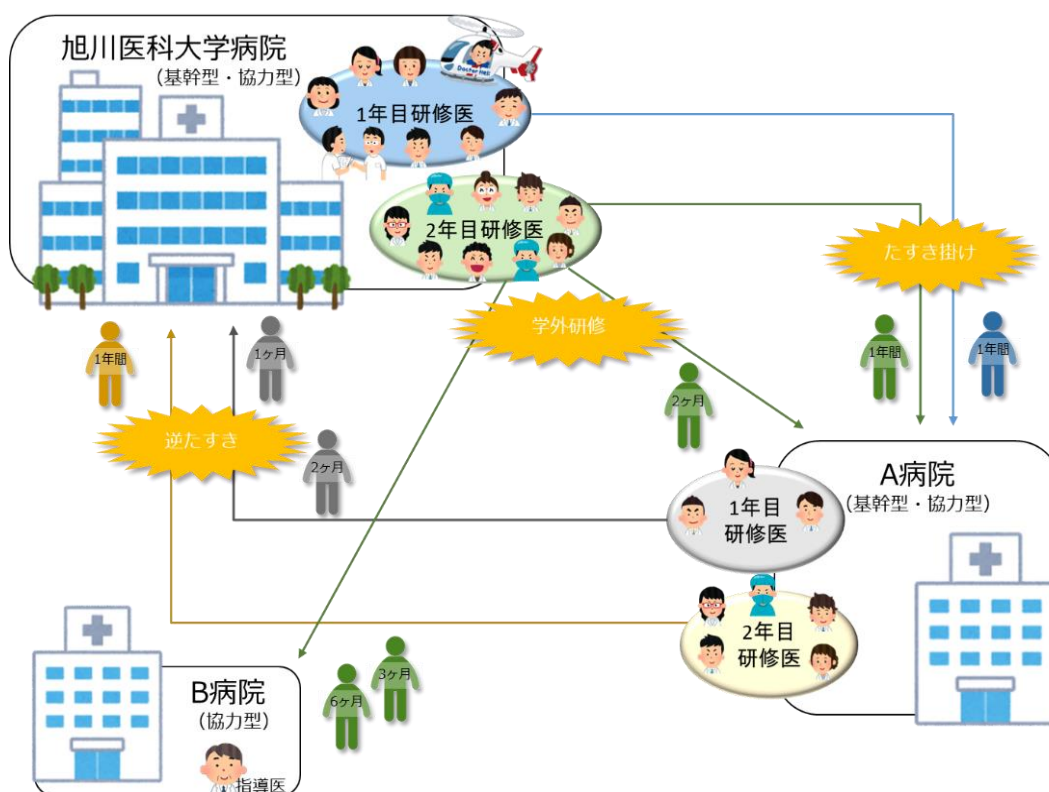 旭川医科大学病院
（基幹型・協力型）
Doctor Heli
1年目研修医
2年目研修医
たすき掛け
学外研修
1年間
1ヶ月
1年間
1年間
2ヶ月
逆たすき
2ヶ月
A病院
（基幹型・協力型）
1年目
研修医
2年目
研修医
B病院
（協力型）
3ヶ月
6ヶ月
指導医